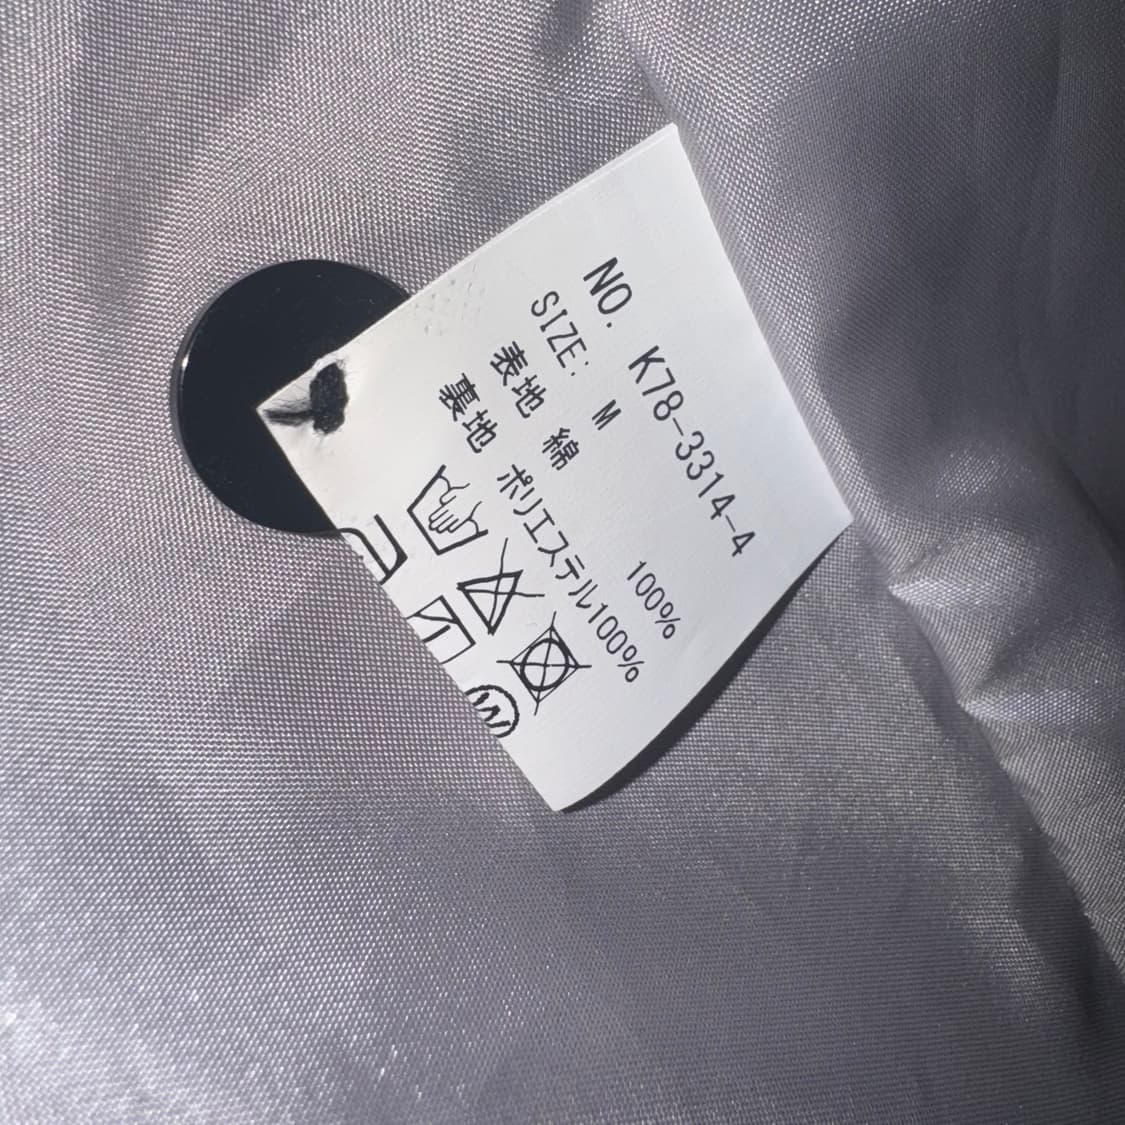 NO. K78-3314-4
SIZE: M
表地 綿 100%
裏地 ポリエステル100%
W